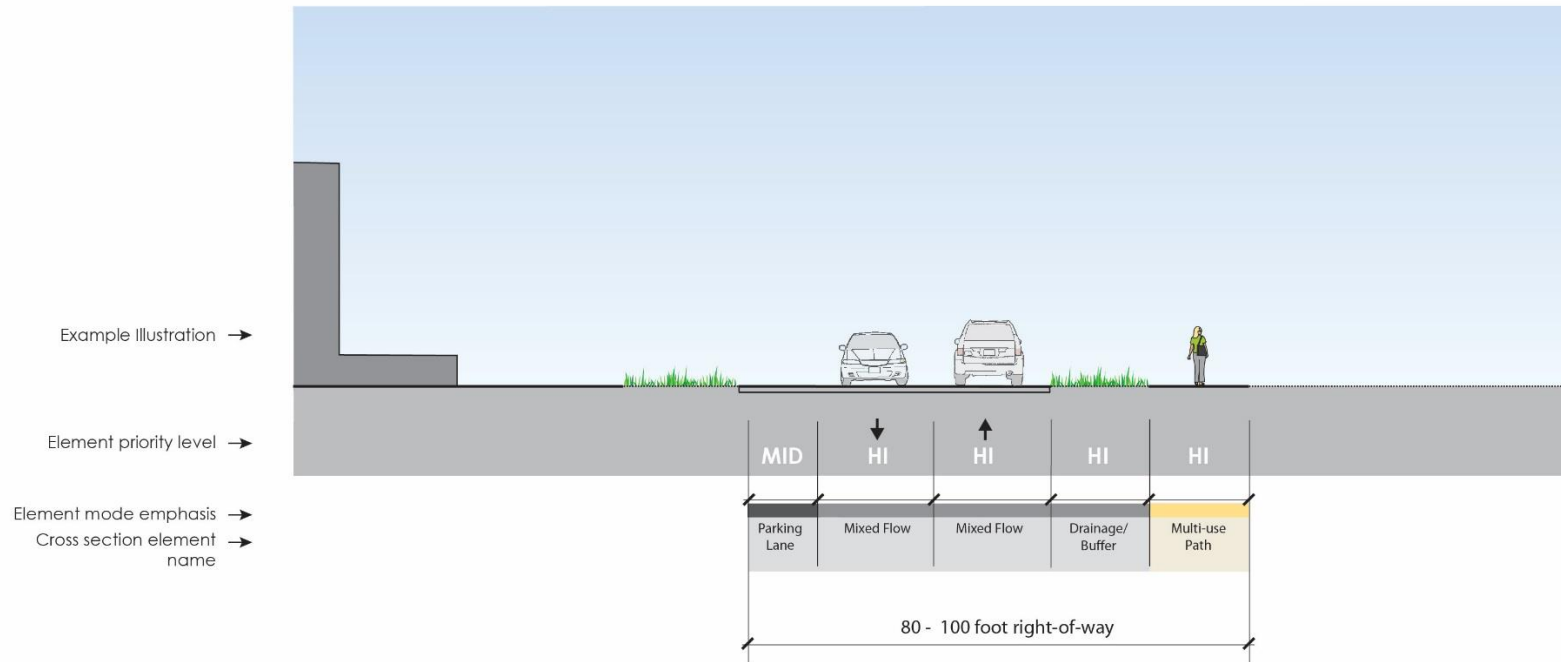 Example Illustration
Element priority level
MID HI HI HI HI
Element mode emphasis
Cross section element
name
Parking
Lane
Mixed Flow
Mixed Flow
Drainage/
Buffer
Multi-use
Path
80 - 100 foot right-of-way